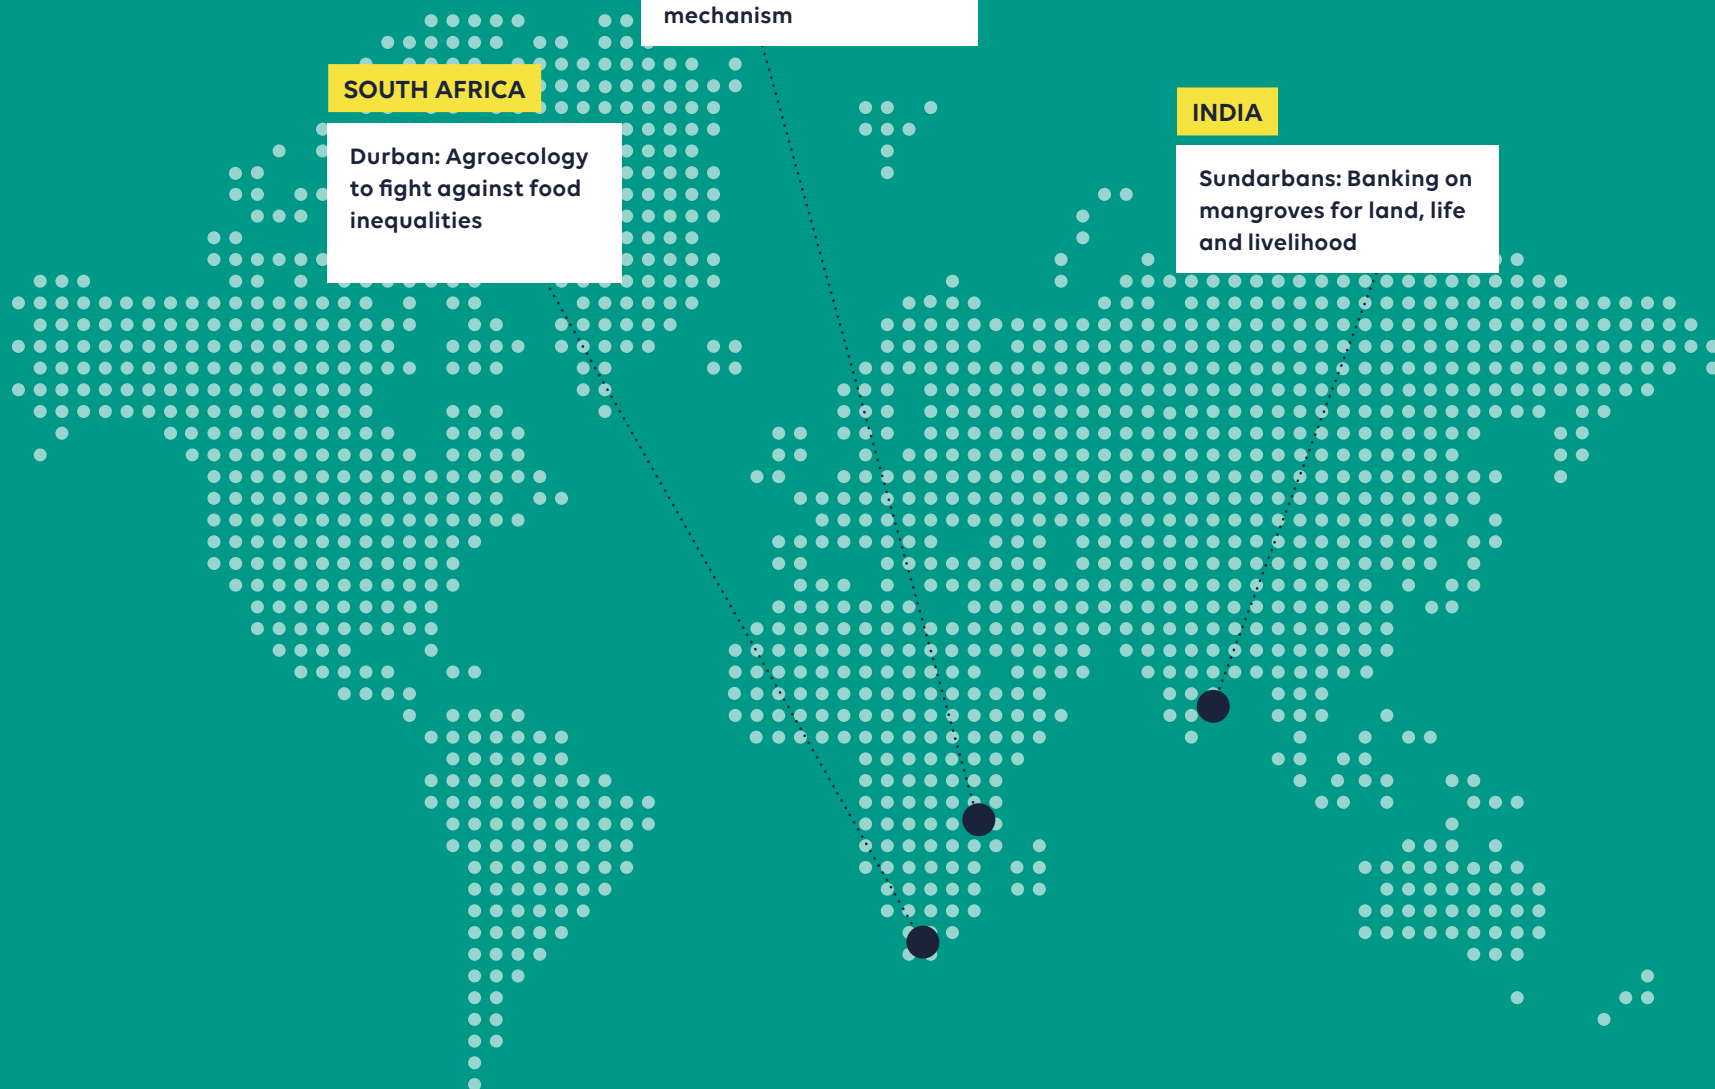 mechanism
SOUTH AFRICA
Durban: Agroecology
to fight against food
inequalities
INDIA
Sundarbans: Banking on
mangroves for land, life
and livelihood